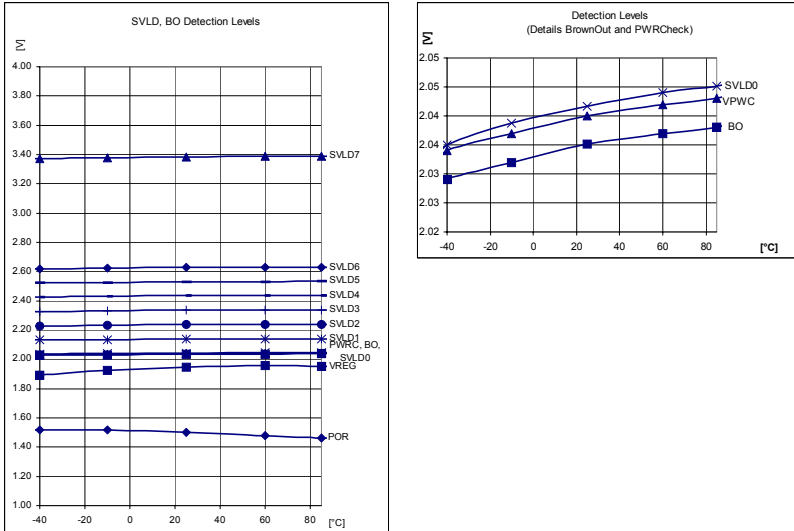 SVLD, BO Detection Levels
[V]
4.00
3.80
3.60
3.40
3.20
3.00
2.80
2.60
2.40
2.20
2.00
1.80
1.60
1.40
1.20
1.00
SVLD7
SVLD6
SVLD5
SVLD4
SVLD3
SVLD2
SVLD1
PWRC, BO,
SVLD0
VREG
POR
-40 -20 0 20 40 60 80 [°C]
Detection Levels
(Details BrownOut and PWRCheck)
[V]
2.05
2.05
2.04
2.04
2.03
2.03
2.02
SVLD0
VPWC
BO
-40 -20 0 20 40 60 80 [°C]